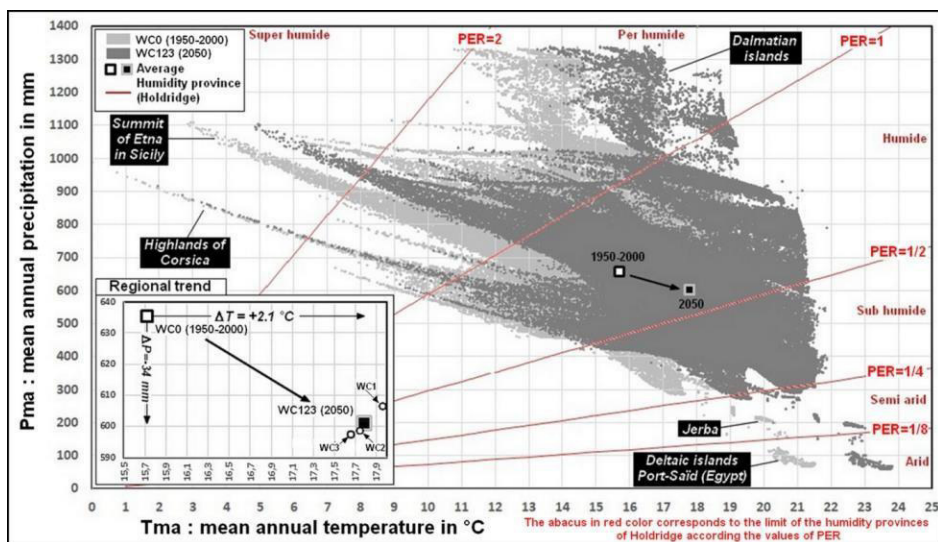 1400
1300
1200
1100
1000
900
800
700
600
500
400
300
200
100
0
Pma : mean annual precipitation in mm
WC0 (1950-2000)
WC123 (2050)
Average
Humidity province
(Holdridge)
Super humide
PER=2
Per humide
PER=1
Dalmatian
islands
Summit
of Etna
in Sicily
Humide
Highlands of
Corsica
1950-2000
2050
PER=1/2
Sub humide
PER=1/4
Semi arid
PER=1/8
Arid
Jerba
Deltaic islands
Port-Saïd (Egypt)
Regional trend
640
630
620
610
600
590
ΔT = +2.1 °C
WC0 (1950-2000)
ΔP=-34 mm
WC123 (2050)
WC1
WC3
WC2
15,5
15,7
15,9
16,1
16,3
16,5
16,7
16,9
17,1
17,3
17,5
17,7
17,9
0 1 2 3 4 5 6 7 8 9 10 11 12 13 14 15 16 17 18 19 20 21 22 23 24 25
Tma : mean annual temperature in °C
The abacus in red color corresponds to the limit of the humidity provinces
of Holdridge according the values of PER